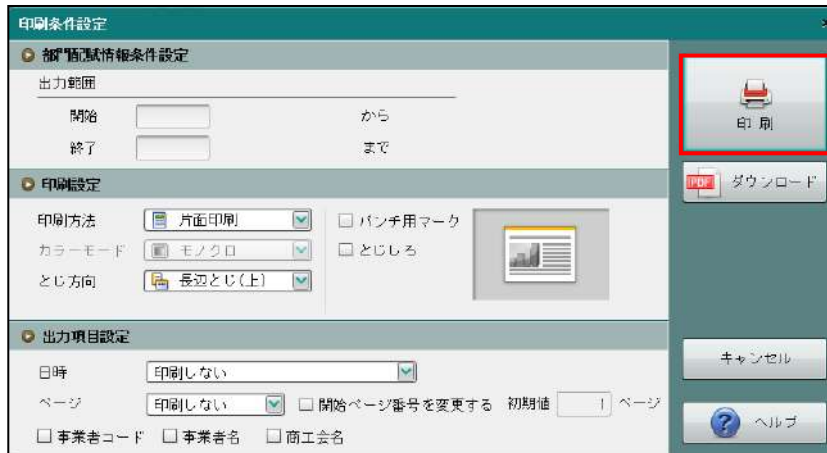 印刷条件設定
部門配賦情報条件設定
出力範囲
開始 から
終了 まで
印刷
ダウンロード
印刷設定
印刷方法 片面印刷 パンチ用マーク
カラーモード モノクロ とじしろ
とじ方向 長辺とじ(上)
出力項目設定
日時 印刷しない
ページ 印刷しない 開始ページ番号を変更する 初期値 1 ページ
事業者コード 事業者名 商工会名
キャンセル
ヘルプ